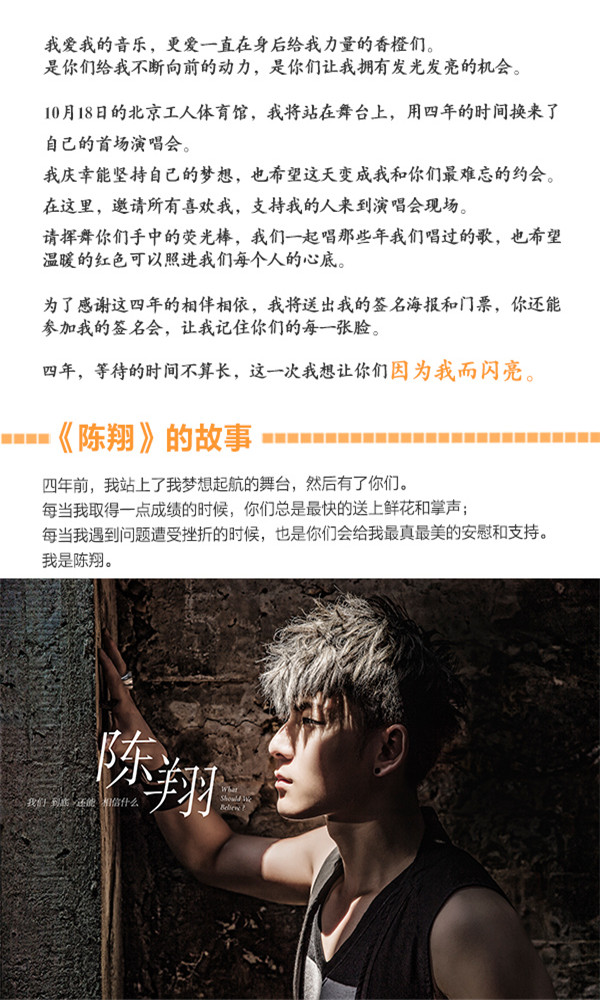 我爱我的音乐，更爱一直在身后给我力量的香橙们。
是你们给我不断向前的动力，是你们让我拥有发光发亮的机会。
10月18日的北京工人体育馆，我将站在舞台上，用四年的时间换来了
自己的首场演唱会。
我庆幸能坚持自己的梦想，也希望这天变成我和你们最难忘的约会。
在这里，邀请所有喜欢我，支持我的人来到演唱会现场。
请挥舞你们手中的荧光棒，我们一起唱那些年我们唱过的歌，也希望
温暖的红色可以照进我们每个人的心底。
为了感谢这四年的相伴相依，我将送出我的签名海报和门票，你还能
参加我的签名会，让我记住你们的每一张脸。
四年，等待的时间不算长，这一次我想让你们因为我而闪亮。
《陈翔》的故事
四年前，我站上了我梦想起航的舞台，然后有了你们。
每当我取得一点成绩的时候，你们总是最快的送上鲜花和掌声；
每当我遇到问题遭受挫折的时候，也是你们会给我最真最美的安慰和支持。
我是陈翔。
陈翔
我们 到底 还能 相信什么
What
Should We
Believe?